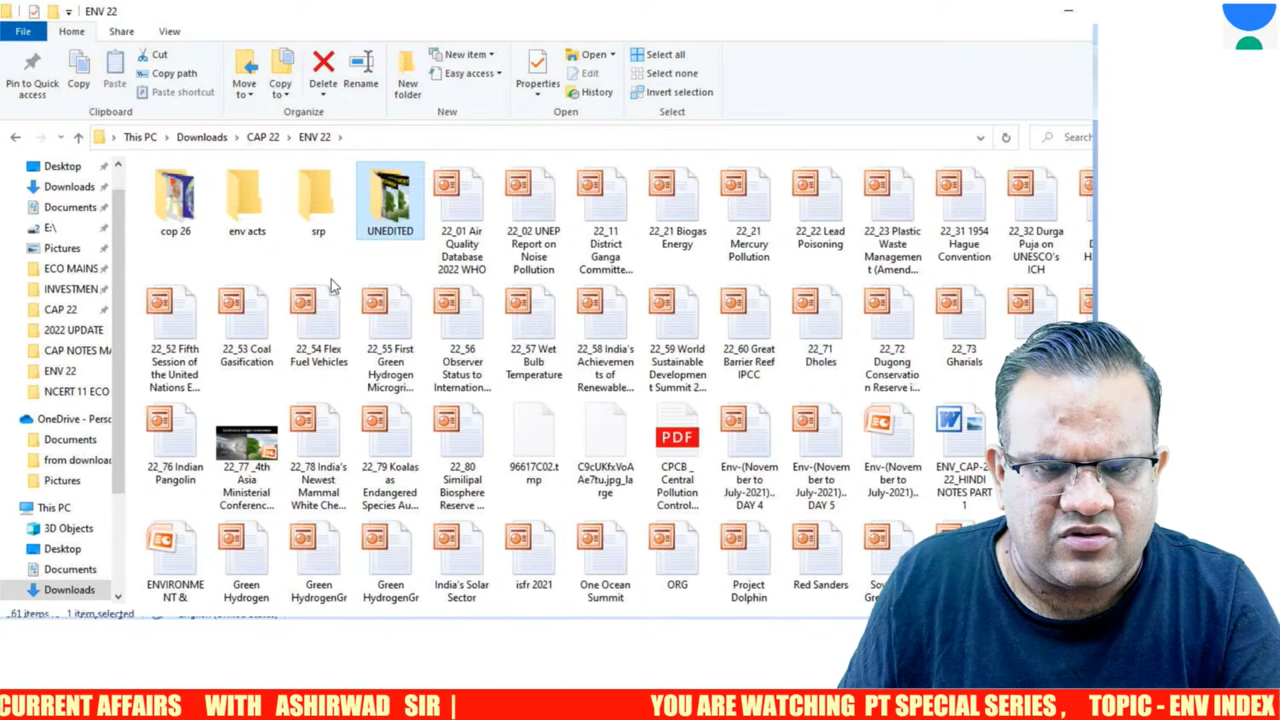 ENV 22
File
Home
Share
View
Pin to Quick
access
Copy
Paste
Cut
Copy path
Paste shortcut
Clipboard
Move
to
Copy
to
Delete
Rename
Organize
New
folder
New item
Easy access
New
Properties
Open
Edit
History
Open
Select all
Select none
Invert selection
Select
This PC > Downloads > CAP 22 > ENV 22 >
Search
Desktop
Downloads
Documents
E:\
Pictures
ECO MAINS
INVESTMEN
CAP 22
2022 UPDATE
CAP NOTES MA
ENV 22
NCERT 11 ECO
OneDrive - Perso
Documents
from download
Pictures
This PC
3D Objects
Desktop
Documents
Downloads
cop 26
env acts
srp
UNEDITED
22_01 Air
Quality
Database
2022 WHO
22_02 UNEP
Report on
Noise
Pollution
22_11
District
Ganga
Committe...
22_21 Biogas
Energy
22_21
Mercury
Pollution
22_22 Lead
Poisoning
22_23 Plastic
Waste
Managemen
t (Amend...
22_31 1954
Hague
Convention
22_32 Durga
Puja on
UNESCO's
ICH
22_52 Fifth
Session of
the United
Nations E...
22_53 Coal
Gasification
22_54 Flex
Fuel Vehicles
22_55 First
Green
Hydrogen
Microgri...
22_56
Observer
Status to
Internation...
22_57 Wet
Bulb
Temperature
22_58 India's
Achievemen
ts of
Renewable...
22_59 World
Sustainable
Developmen
t Summit 2...
22_60 Great
Barrier Reef
IPCC
22_71
Dholes
22_72
Dugong
Conservation
Reserve i...
22_73
Gharials
22_76 Indian
Pangolin
22_77 _4th
Asia
Ministerial
Conferenc...
22_78 India's
Newest
Mammal
White Che...
22_79 Koalas
as
Endangered
Species Au...
22_80
Similipal
Biosphere
Reserve ...
96617C02.t
mp
C9cUKfxVoA
Ae7tu.jpg_la
rge
PDF
CPCB _
Central
Pollution
Control...
Env-(Novem
ber to
July-2021)..
DAY 4
Env-(Novem
ber to
July-2021)..
DAY 5
Env-(Novem
ber to
July-2021)..
ENV_CAP-2
22_HINDI
NOTES PART
1
ENVIRONME
NT &
Green
Hydrogen
Green
HydrogenGr
Green
HydrogenGr
India's Solar
Sector
isfr 2021
One Ocean
Summit
ORG
Project
Dolphin
Red Sanders
61 items
1 item selected
English (United States)
CURRENT AFFAIRS WITH ASHIRWAD SIR | YOU ARE WATCHING PT SPECIAL SERIES , TOPIC - ENV INDEX